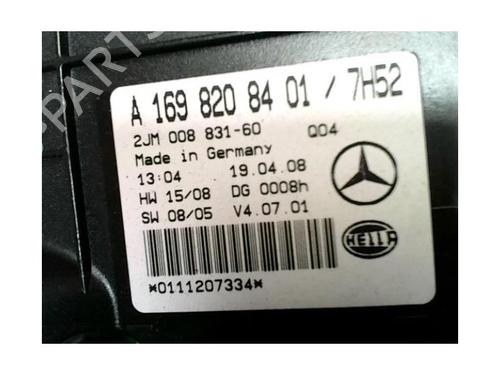 A 169 820 84 01 / 7H52
2JM 008 831-60 Q04
Made in Germany
13:04 19.04.08
HW 15/08 DG 0008h
SW 08/05 V4.07.01
HELLA
*0111207334*